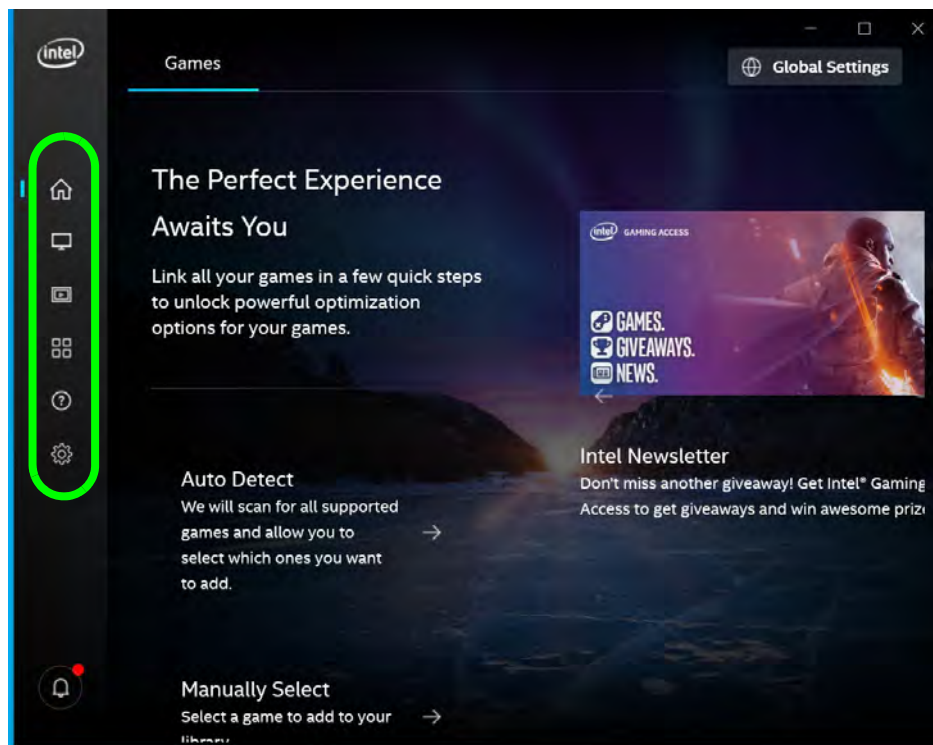 intel
Games
Global Settings
The Perfect Experience
Awaits You
Link all your games in a few quick steps
to unlock powerful optimization
options for your games.
intel GAMING ACCESS
GAMES.
GIVEAWAYS.
NEWS.
Auto Detect
We will scan for all supported
games and allow you to
select which ones you want
to add.
Intel Newsletter
Don't miss another giveaway! Get Intel® Gaming
Access to get giveaways and win awesome prize
Manually Select
Select a game to add to your
library